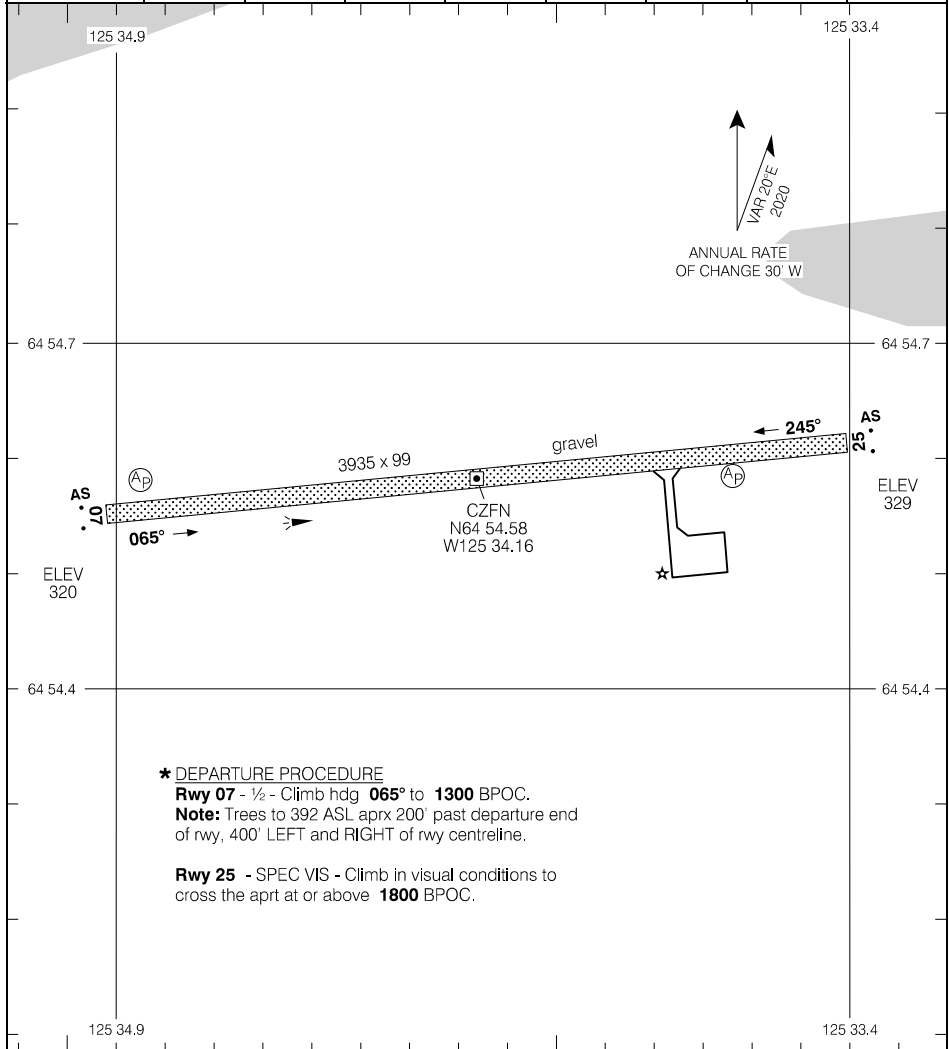 125 34.9
125 33.4
VAR 20°E
2020
ANNUAL RATE
OF CHANGE 30' W
64 54.7
64 54.7
AS
245°
25
gravel
3935 x 99
AP
AP
AS
07
065°
CZFN
N64 54.58
W125 34.16
ELEV
329
ELEV
320
64 54.4
64 54.4
* DEPARTURE PROCEDURE
Rwy 07 - ½ - Climb hdg 065° to 1300 BPOC.
Note: Trees to 392 ASL aprx 200' past departure end
of rwy, 400' LEFT and RIGHT of rwy centreline.
Rwy 25 - SPEC VIS - Climb in visual conditions to
cross the aprt at or above 1800 BPOC.
125 34.9
125 33.4